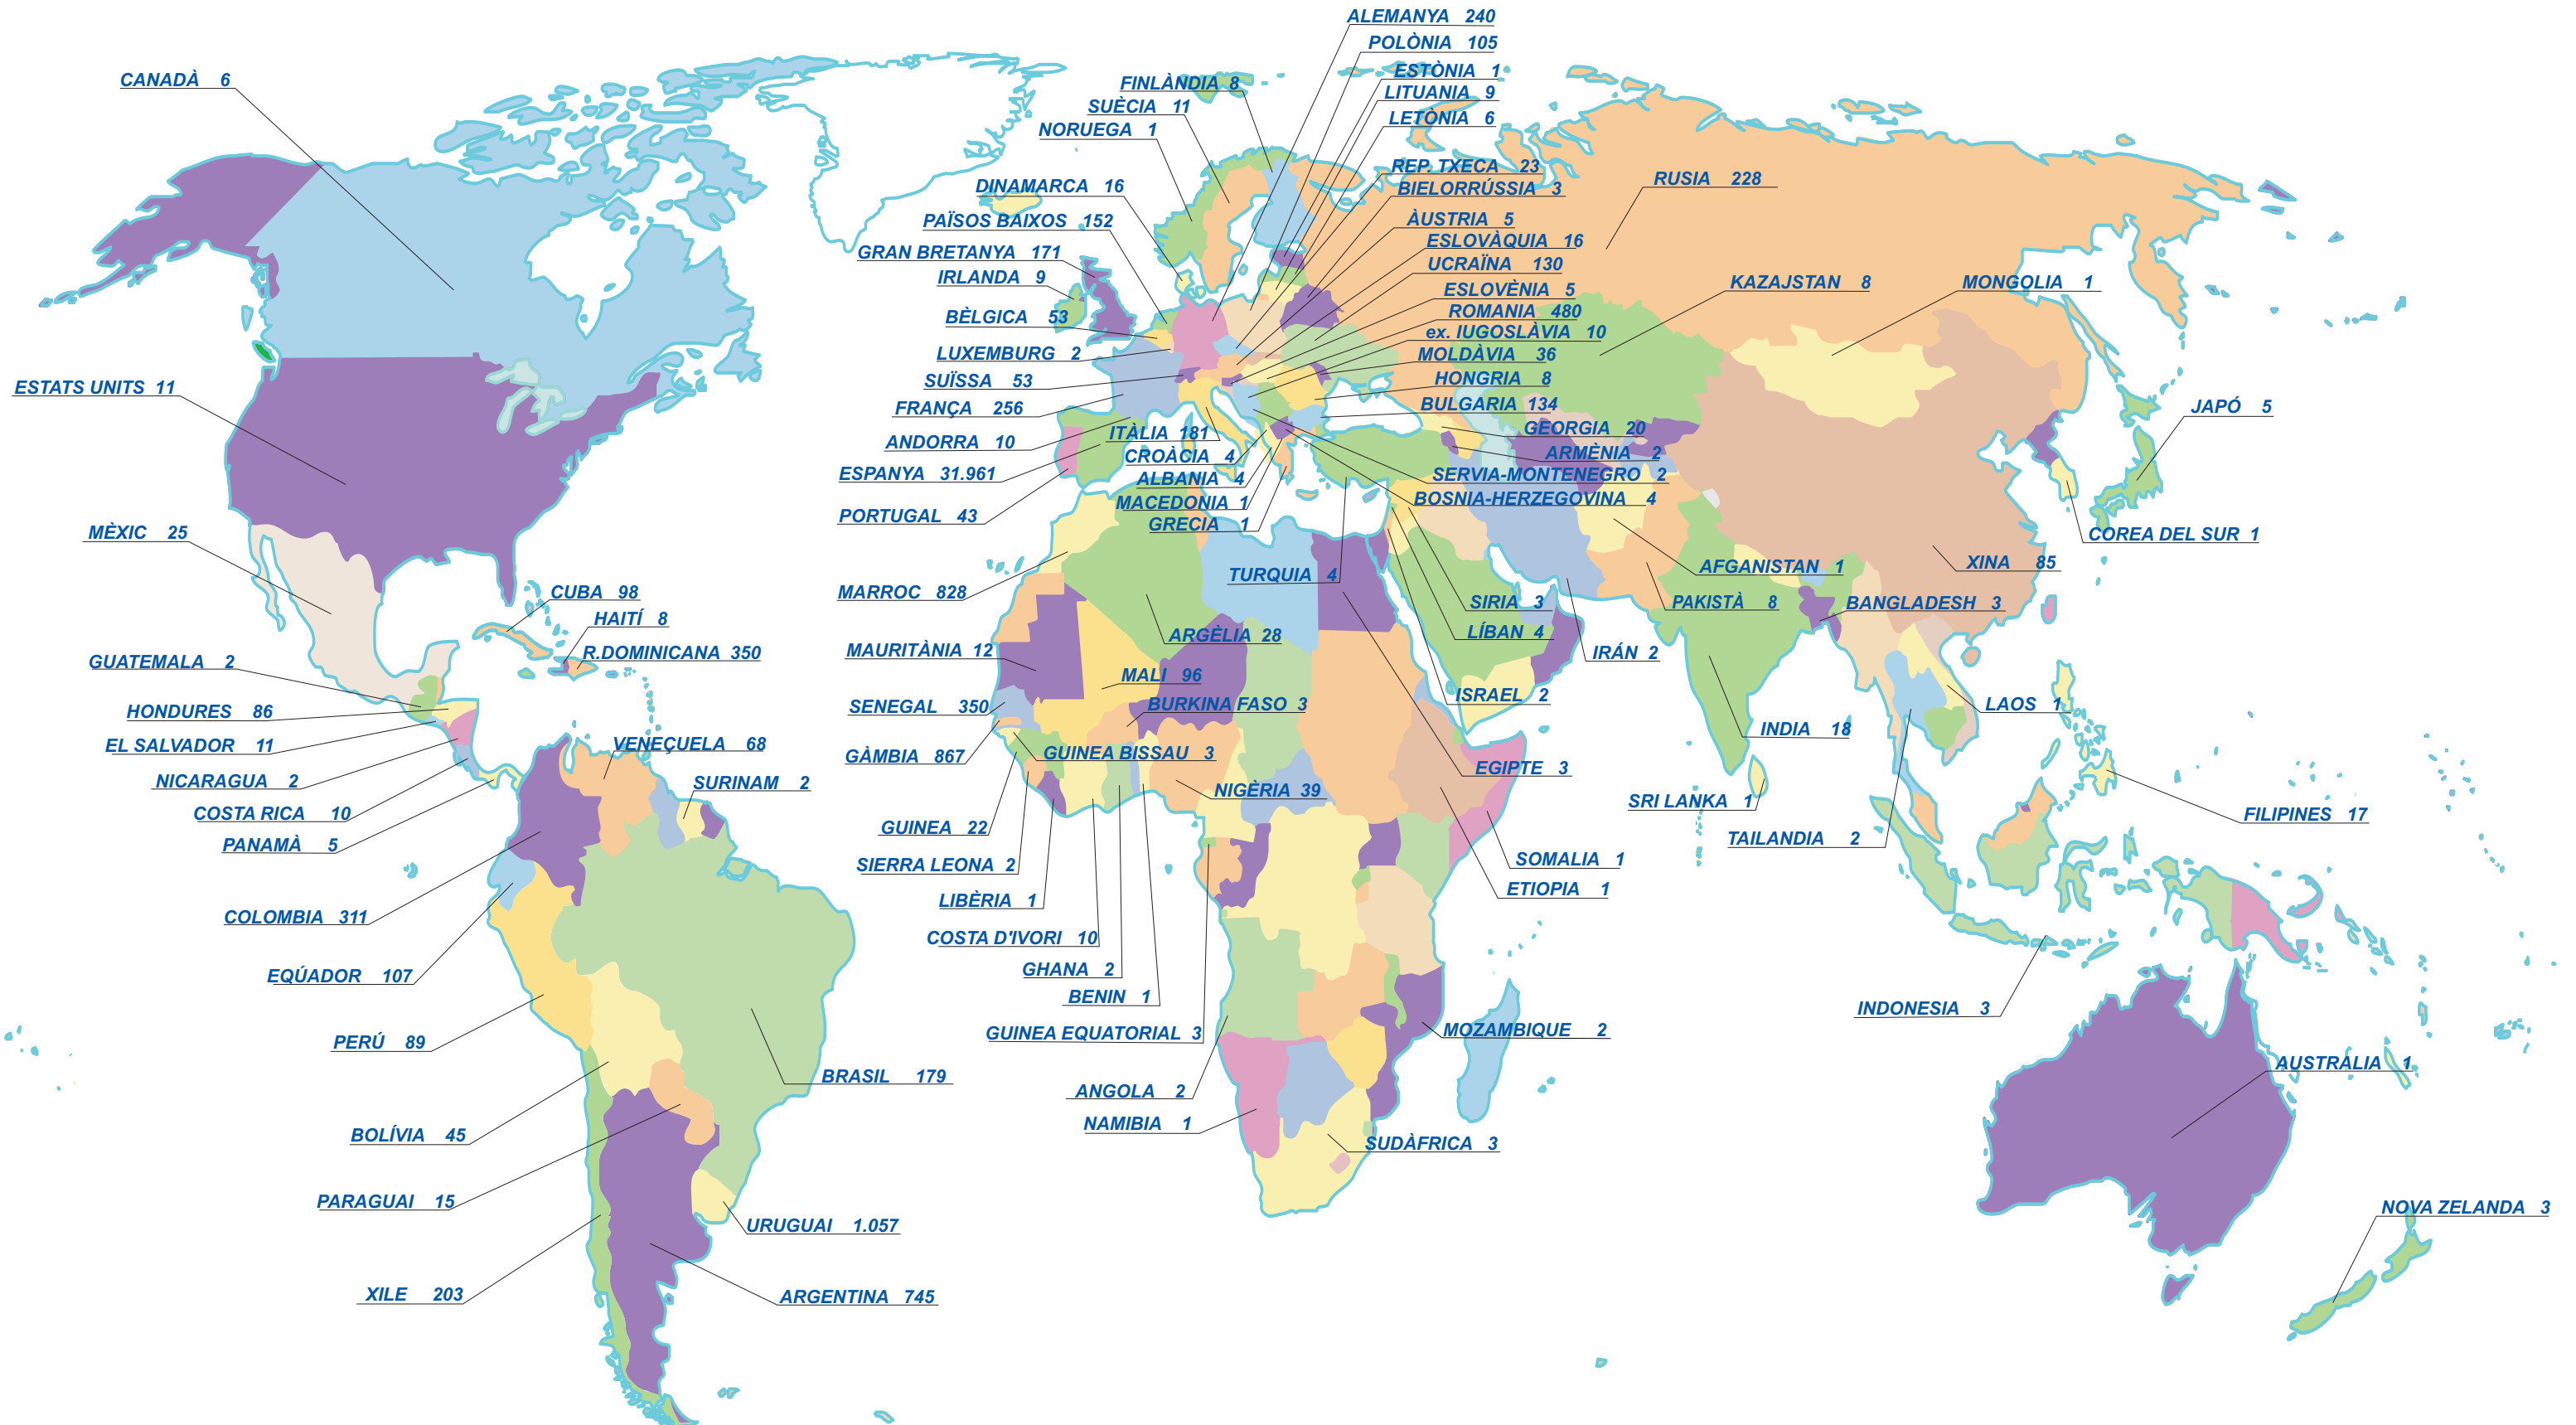 ALEMANYA 240
POLÒNIA 105
ESTÒNIA 1
LITUANIA 9
LETÒNIA 6
CANADÀ 6
FINLÀNDIA 8
SUÈCIA 11
NORUEGA 1
REP. TXECA 23
BIELORRÚSSIA 3
RUSIA 228
DINAMARCA 16
PAÏSOS BAIXOS 152
ÀUSTRIA 5
ESLOVÀQUIA 16
GRAN BRETANYA 171
UCRAÏNA 130
IRLANDA 9
ESLOVÈNIA 5
KAZAJSTAN 8
MONGOLIA 1
BÈLGICA 53
ROMANIA 480
ex. IUGOSLÀVIA 10
LUXEMBURG 2
MOLDÀVIA 36
SUÏSSA 53
HONGRIA 8
ESTATS UNITS 11
FRANÇA 256
BULGARIA 134
JAPÓ 5
ANDORRA 10
ITÀLIA 181
GEORGIA 20
CROÀCIA 4
ARMÈNIA 2
ESPANYA 31.961
ALBANIA 4
SERVIA-MONTENEGRO 2
MACEDONIA 1
BOSNIA-HERZEGOVINA 4
PORTUGAL 43
GRECIA 1
MÈXIC 25
COREA DEL SUR 1
XINA 85
AFGANISTAN 1
TURQUIA 4
CUBA 98
MARROC 828
SIRIA 3
PAKISTÀ 8
BANGLADESH 3
HAITÍ 8
ARGÈLIA 28
LÍBAN 4
R.DOMINICANA 350
MAURITÀNIA 12
IRÁN 2
GUATEMALA 2
MALI 96
ISRAEL 2
HONDURES 86
SENEGAL 350
BURKINA FASO 3
LAOS 1
INDIA 18
EL SALVADOR 11
VENEÇUELA 68
GÀMBIA 867
GUINEA BISSAU 3
EGIPTE 3
NICARAGUA 2
SURINAM 2
NIGÈRIA 39
SRI LANKA 1
COSTA RICA 10
FILIPINES 17
GUINEA 22
TAILANDIA 2
PANAMÀ 5
SIERRA LEONA 2
SOMALIA 1
LIBÈRIA 1
ETIOPIA 1
COLOMBIA 311
COSTA D'IVORI 10
GHANA 2
EQÚADOR 107
BENIN 1
INDONESIA 3
GUINEA EQUATORIAL 3
MOZAMBIQUE 2
PERÚ 89
AUSTRALIA 1
BRASIL 179
ANGOLA 2
NAMIBIA 1
BOLÍVIA 45
SUDÀFRICA 3
PARAGUAI 15
NOVA ZELANDA 3
URUGUAI 1.057
XILE 203
ARGENTINA 745